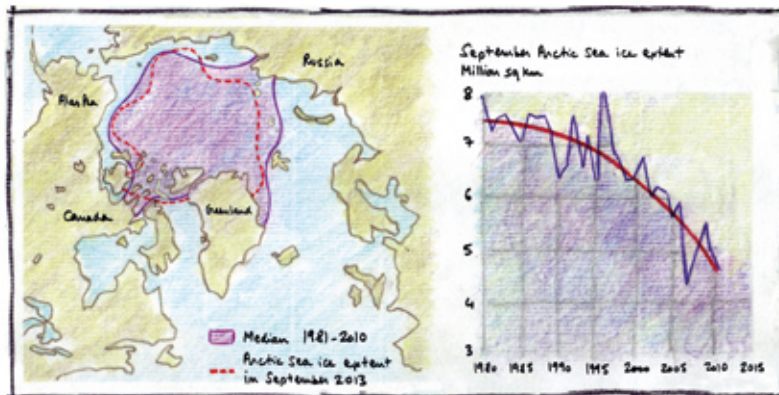 Russia
Alaska
Canada
Greenland
Median 1981-2010
Arctic sea ice extent
in September 2013
September Arctic sea ice extent
Million sq km
8
7
6
5
4
3
1980 1985 1990 1995 2000 2005 2010 2015